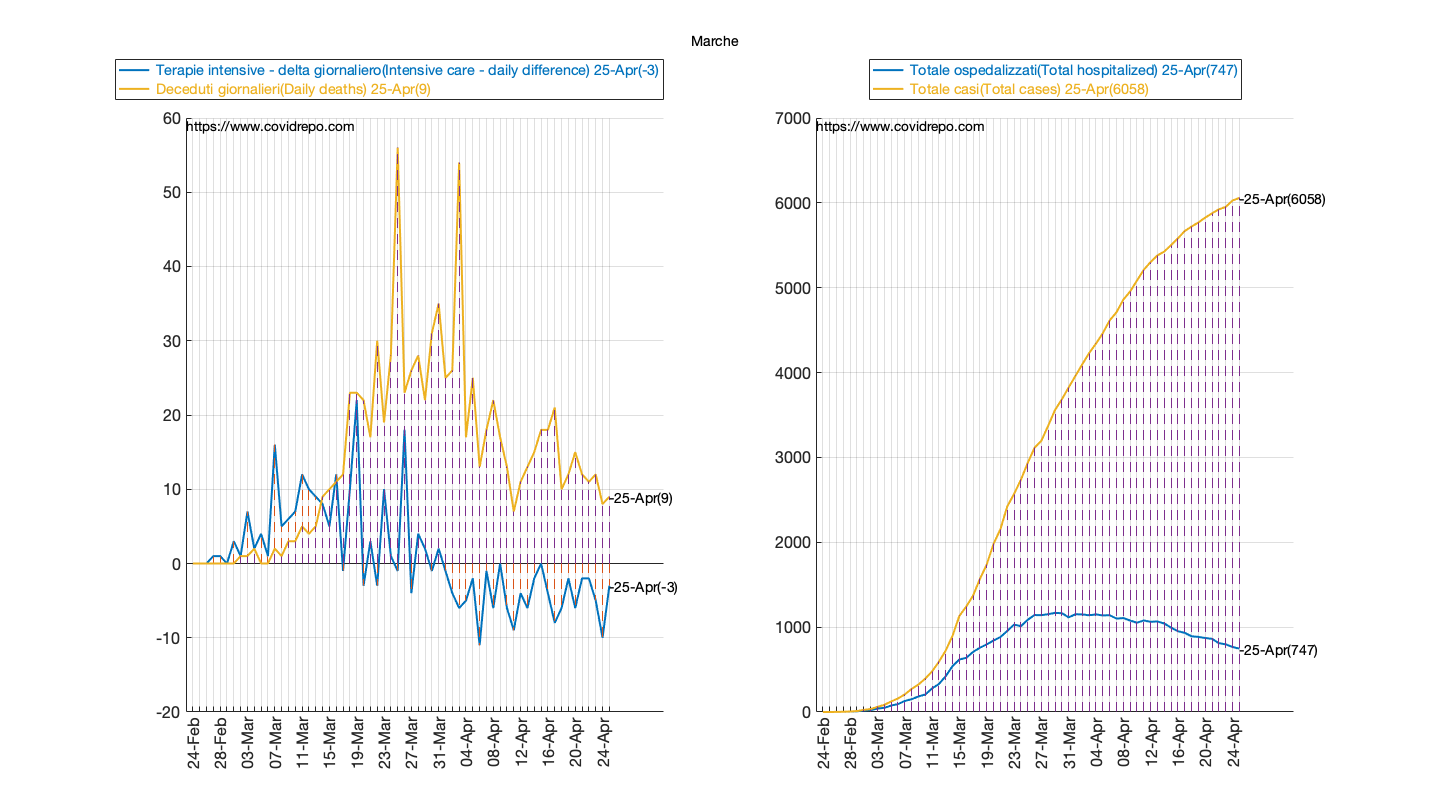 Marche
Terapie intensive - delta giornaliero(Intensive care - daily difference) 25-Apr(-3)
Deceduti giornalieri(Daily deaths) 25-Apr(9)
https://www.covidrepo.com
60
50
40
30
20
10
0
-10
-20
25-Apr(9)
25-Apr(-3)
24-Feb
28-Feb
03-Mar
07-Mar
11-Mar
15-Mar
19-Mar
23-Mar
27-Mar
31-Mar
04-Apr
08-Apr
12-Apr
16-Apr
20-Apr
24-Apr
Totale ospedalizzati(Total hospitalized) 25-Apr(747)
Totale casi(Total cases) 25-Apr(6058)
https://www.covidrepo.com
7000
6000
5000
4000
3000
2000
1000
0
25-Apr(6058)
25-Apr(747)
24-Feb
28-Feb
03-Mar
07-Mar
11-Mar
15-Mar
19-Mar
23-Mar
27-Mar
31-Mar
04-Apr
08-Apr
12-Apr
16-Apr
20-Apr
24-Apr